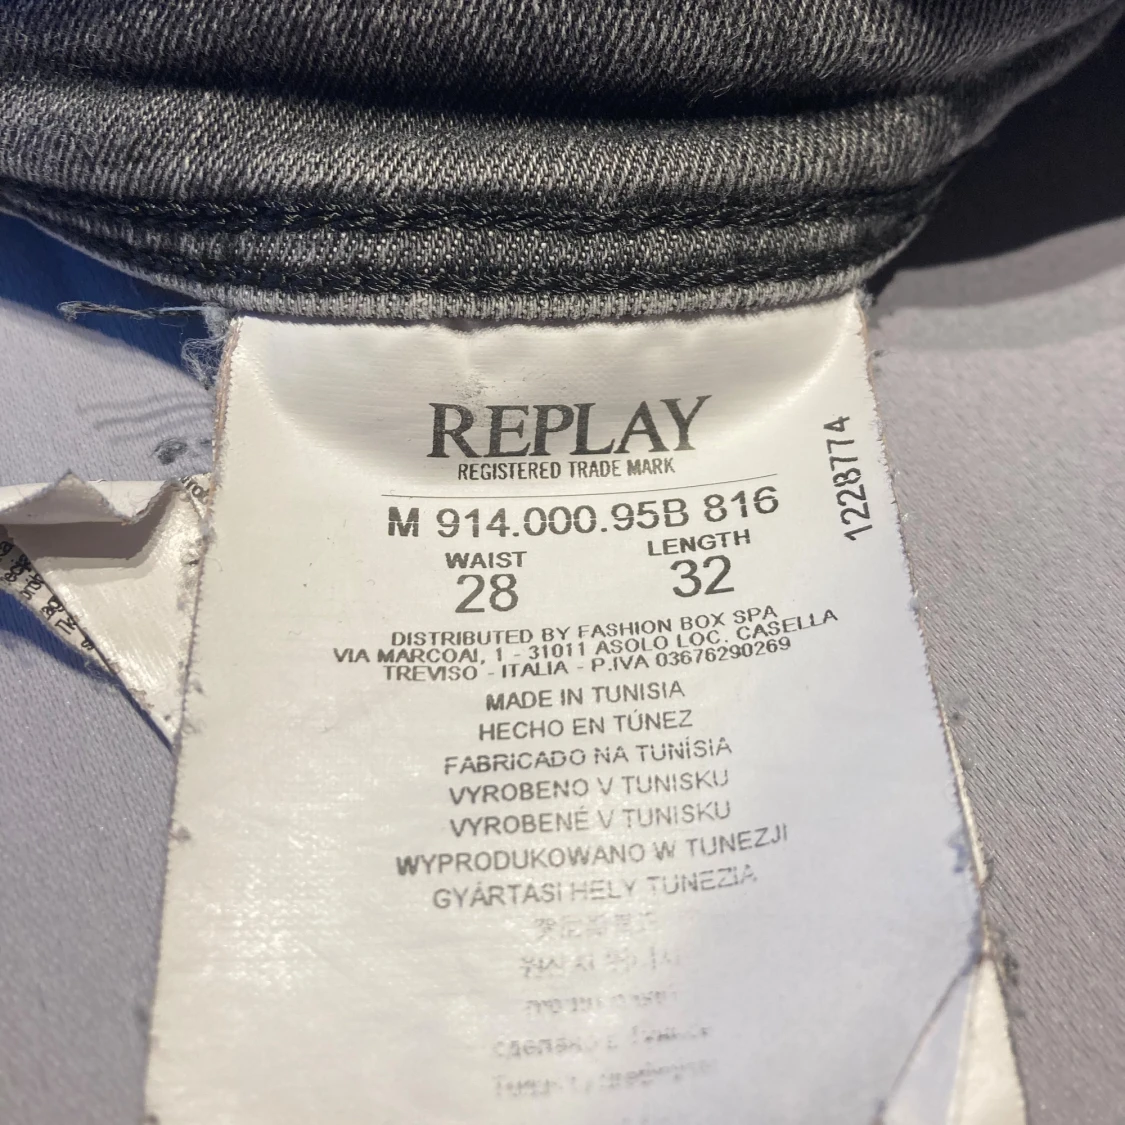 REPLAY
REGISTERED TRADE MARK
M 914.000.95B 816
WAIST LENGTH
28 32
DISTRIBUTED BY FASHION BOX SPA
VIA MARCOAI, 1 - 31011 ASOLO LOC. CASELLA
TREVISO - ITALIA - P.IVA 03676290269
MADE IN TUNISIA
HECHO EN TÚNEZ
FABRICADO NA TUNÍSIA
VYROBENO V TUNISKU
VYROBENÉ V TUNISKU
WYPRODUKOWANO W TUNEZJI
GYÁRTASI HELY TUNEZIA
1228774